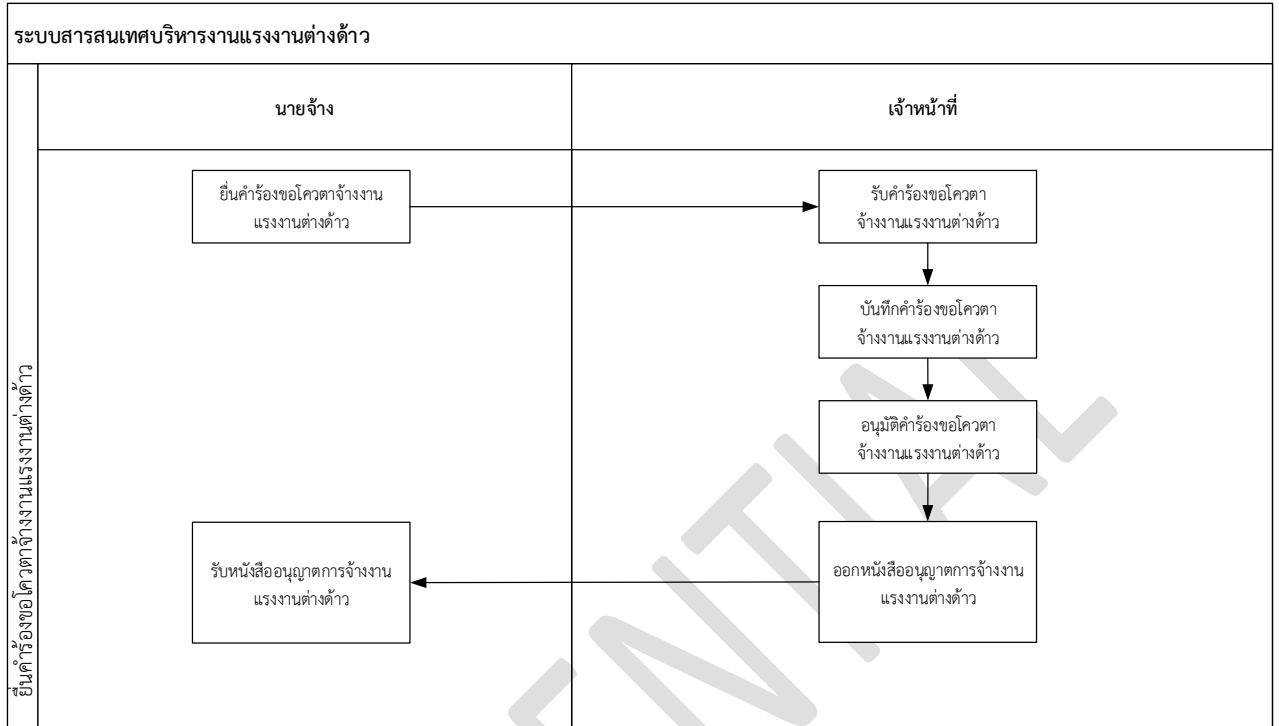 ระบบสารสนเทศบริหารงานแรงงานต่างด้าว
นายจ้าง
เจ้าหน้าที่
ยื่นคำร้องขอโควตาจ้างงานแรงงานต่างด้าว
ยื่นคำร้องขอโควตาจ้างงาน
แรงงานต่างด้าว
รับคำร้องขอโควตา
จ้างงานแรงงานต่างด้าว
บันทึกคำร้องขอโควตา
จ้างงานแรงงานต่างด้าว
อนุมัติคำร้องขอโควตา
จ้างงานแรงงานต่างด้าว
ออกหนังสืออนุญาตการจ้างงาน
แรงงานต่างด้าว
รับหนังสืออนุญาตการจ้างงาน
แรงงานต่างด้าว
ENTIAL